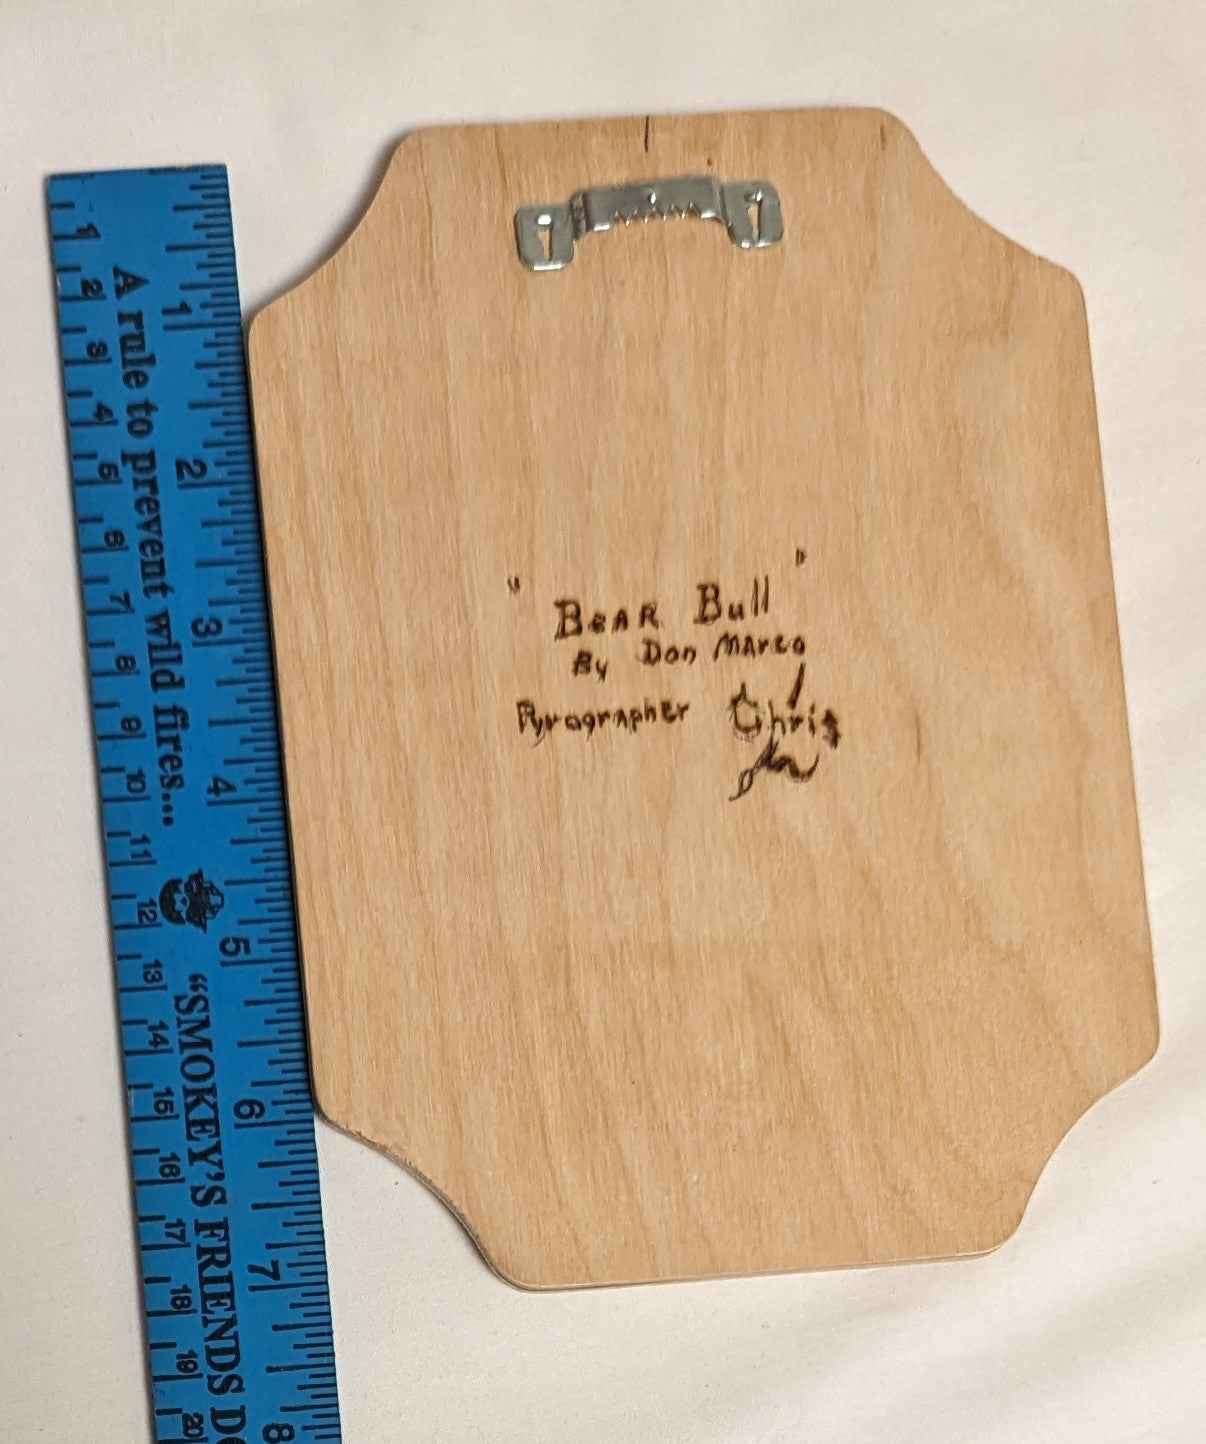 "BEAR Bull"
By Don Marco
Pyrographer Chris
A rule to prevent wild fires... "SMOKEY'S FRIENDS
1 2 3 4 5 6 7 8
1 2 3 4 5 6 7 8 9 10 11 12 13 14 15 16 17 18 19 20